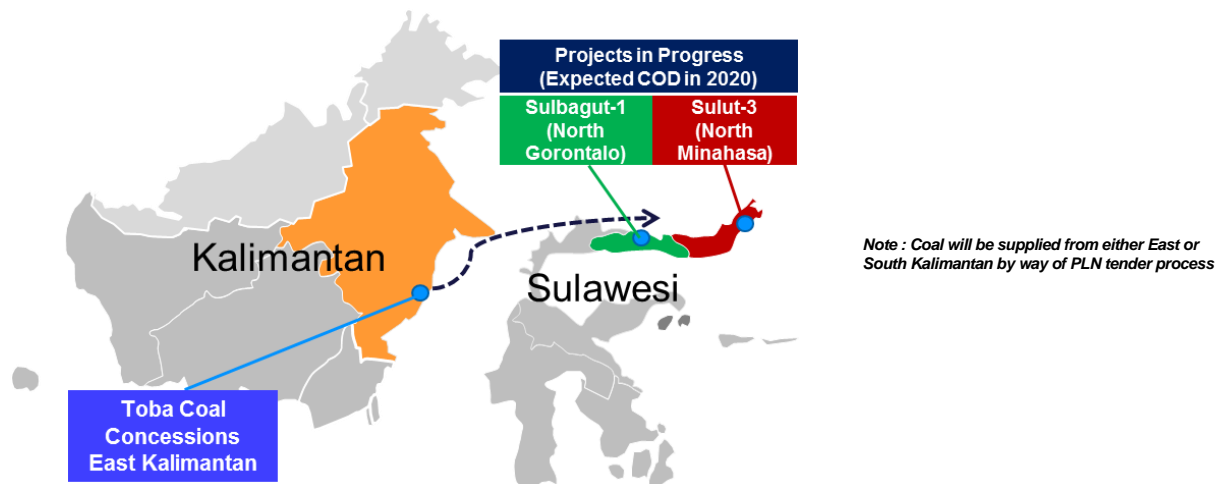 Projects in Progress
(Expected COD in 2020)
Sulbagut-1
(North
Gorontalo)
Sulut-3
(North
Minahasa)
Kalimantan
Sulawesi
Note : Coal will be supplied from either East or
South Kalimantan by way of PLN tender process
Toba Coal
Concessions
East Kalimantan